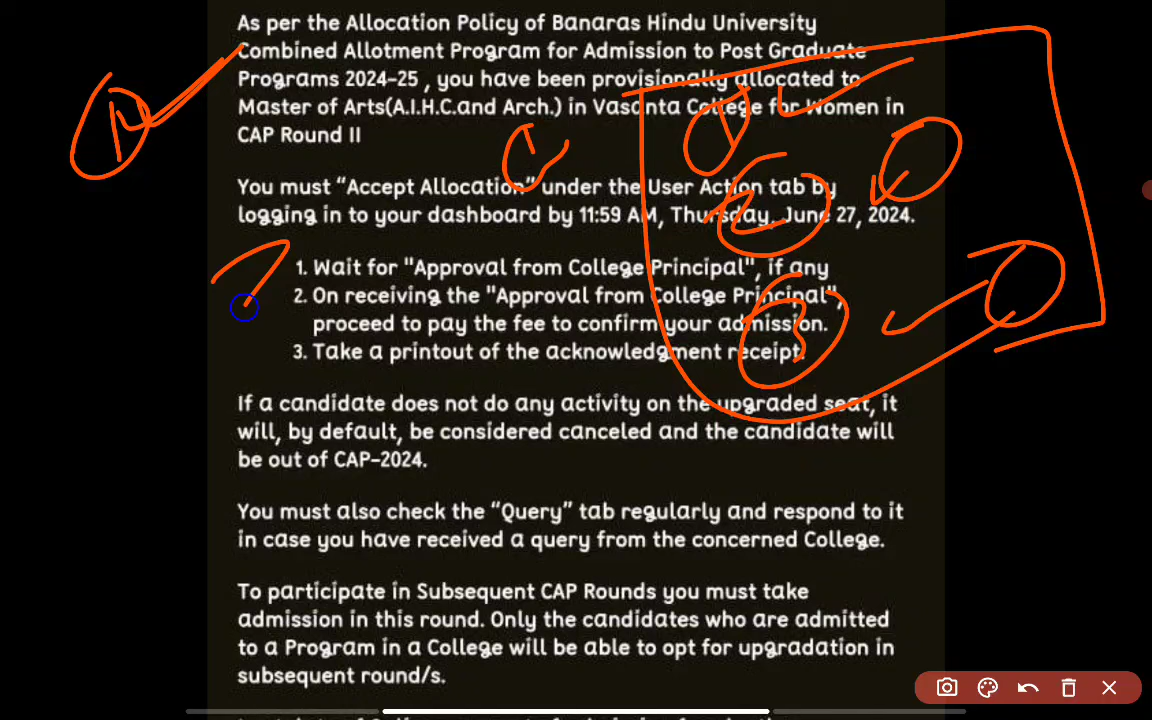 As per the Allocation Policy of Banaras Hindu University
Combined Allotment Program for Admission to Post Graduate
Programs 2024-25 , you have been provisionally allocated to
Master of Arts(A.I.H.C.and Arch.) in Vasanta College for Women in
CAP Round II
You must “Accept Allocation” under the User Action tab by
logging in to your dashboard by 11:59 AM, Thursday, June 27, 2024.
1. Wait for "Approval from College Principal", if any
2. On receiving the "Approval from College Principal",
proceed to pay the fee to confirm your admission.
3. Take a printout of the acknowledgment receipt.
If a candidate does not do any activity on the upgraded seat, it
will, by default, be considered canceled and the candidate will
be out of CAP-2024.
You must also check the “Query” tab regularly and respond to it
in case you have received a query from the concerned College.
To participate in Subsequent CAP Rounds you must take
admission in this round. Only the candidates who are admitted
to a Program in a College will be able to opt for upgradation in
subsequent round/s.